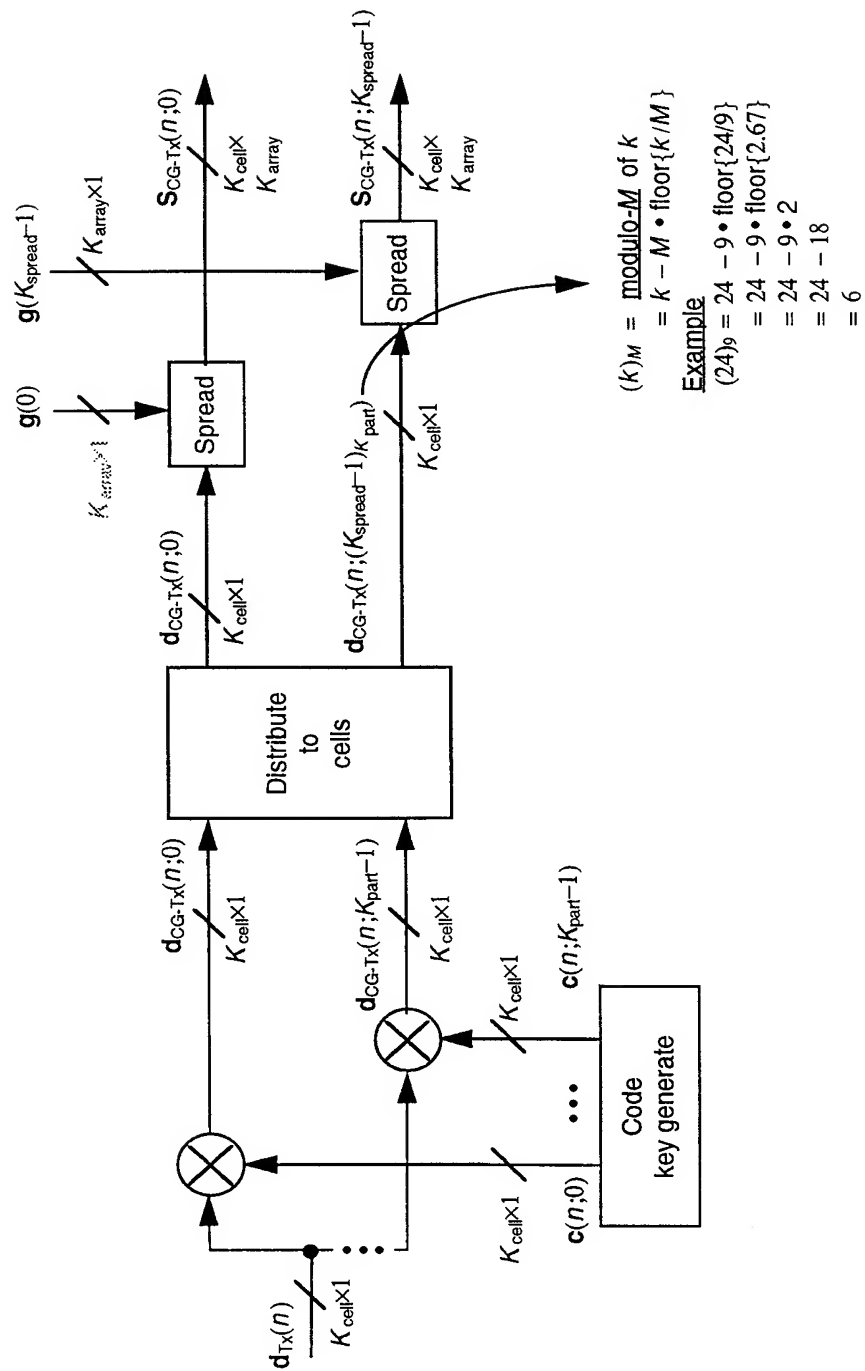 d_Tx(n)
K_cell×1
d_CG-Tx(n;0)
K_cell×1
d_CG-Tx(n;K_part−1)
K_cell×1
K_cell×1
c(n;0)
K_cell×1
c(n;K_part−1)
• • •
Code
key generate
Distribute
to
cells
d_CG-Tx(n;0)
K_cell×1
d_CG-Tx(n;(K_spread−1)_K_part)
K_cell×1
g(0)
K_array×1
Spread
g(K_spread−1)
K_array×1
Spread
S_CG-Tx(n;0)
K_cell×
K_array
S_CG-Tx(n;K_spread−1)
K_cell×
K_array
(k)_M = modulo-M of k
= k − M • floor{k/M}
Example
(24)_9 = 24 − 9 • floor{24/9}
= 24 − 9 • floor{2.67}
= 24 − 9 • 2
= 24 − 18
= 6